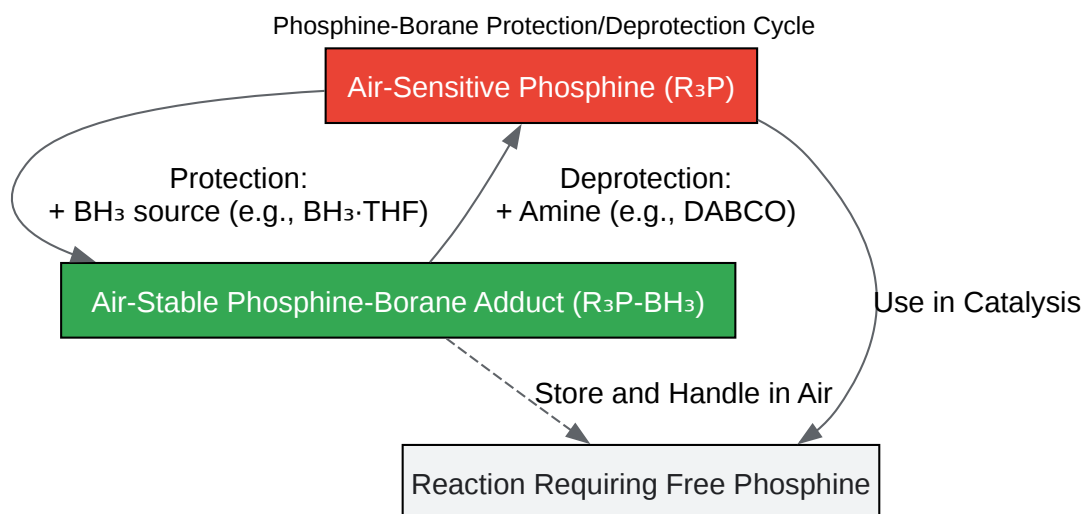 Phosphine-Borane Protection/Deprotection Cycle
Air-Sensitive Phosphine (R₃P)
Protection:
+ BH₃ source (e.g., BH₃·THF)
Deprotection:
+ Amine (e.g., DABCO)
Air-Stable Phosphine-Borane Adduct (R₃P-BH₃)
Use in Catalysis
Store and Handle in Air
Reaction Requiring Free Phosphine